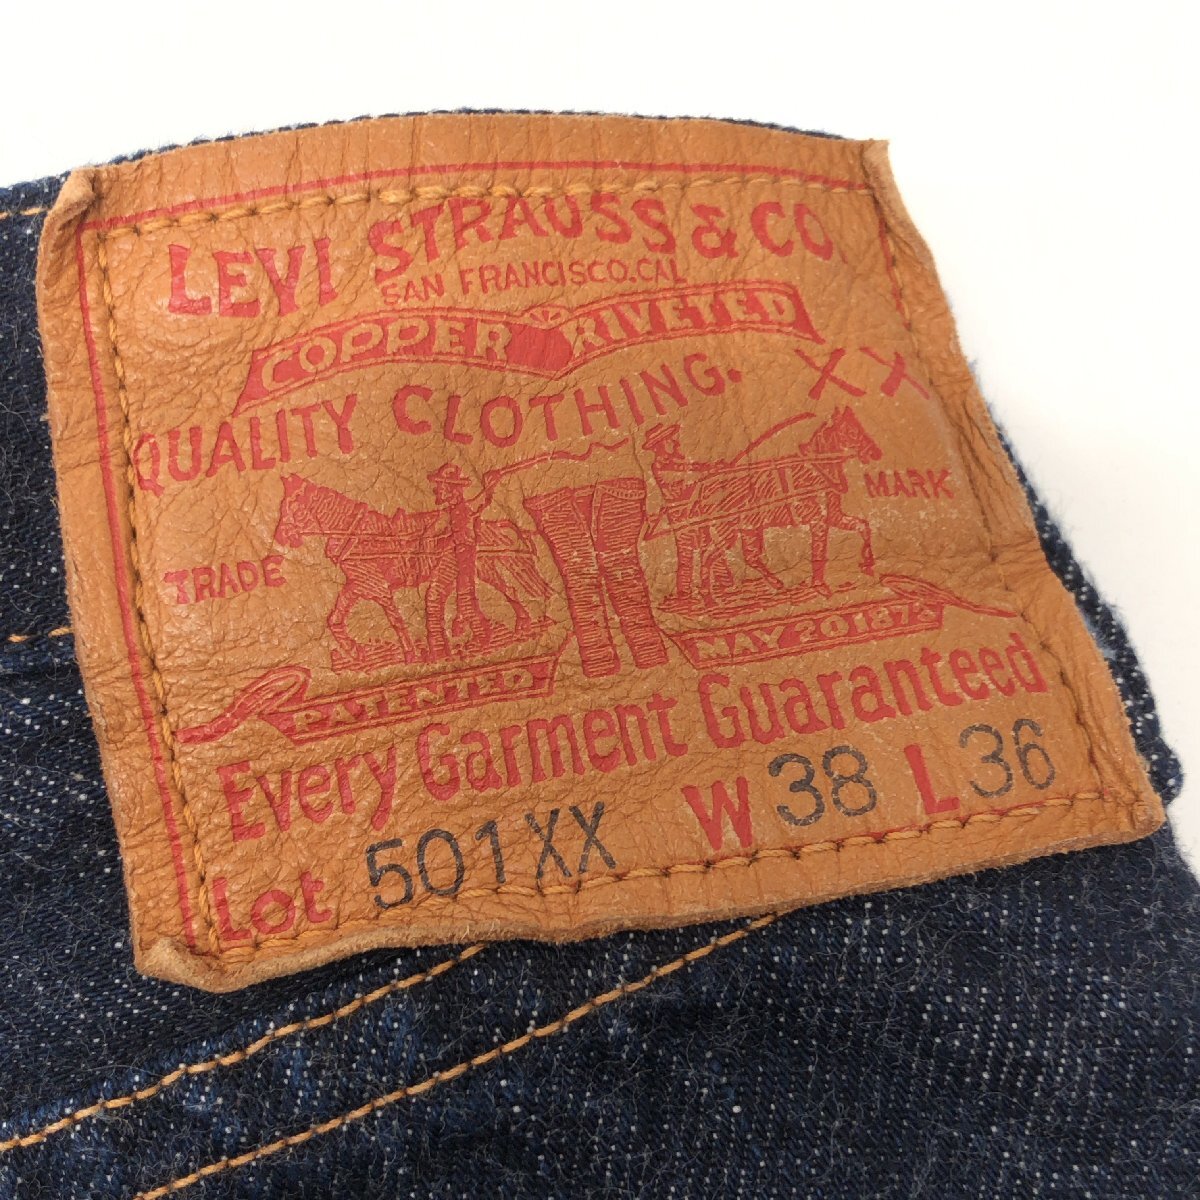 LEVI STRAUSS & CO.
SAN FRANCISCO.CAL
COPPER RIVETED
QUALITY CLOTHING. XX
TRADE MARK
PATENTED MAY 20 1873
Every Garment Guaranteed
Lot 501XX W 38 L 36